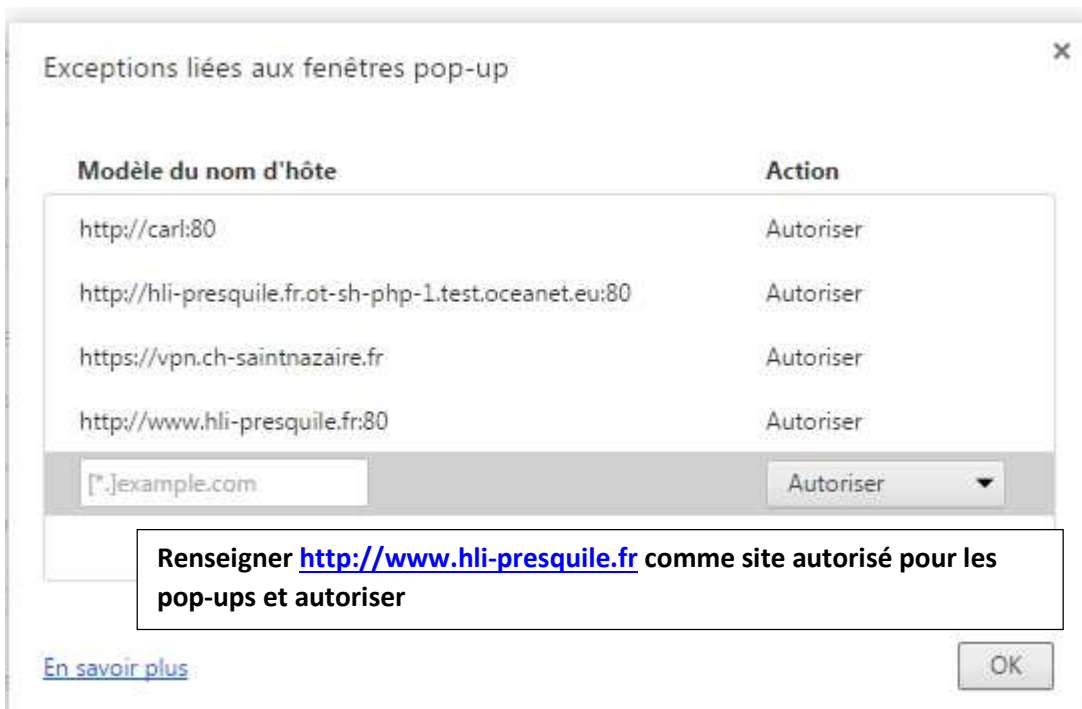 Exceptions liées aux fenêtres pop-up
×
Modèle du nom d'hôte Action
http://carl:80 Autoriser
http://hli-presquile.fr.ot-sh-php-1.test.oceanet.eu:80 Autoriser
https://vpn.ch-saintnazaire.fr Autoriser
http://www.hli-presquile.fr:80 Autoriser
[*.]example.com Autoriser
Renseigner http://www.hli-presquile.fr comme site autorisé pour les
pop-ups et autoriser
En savoir plus OK